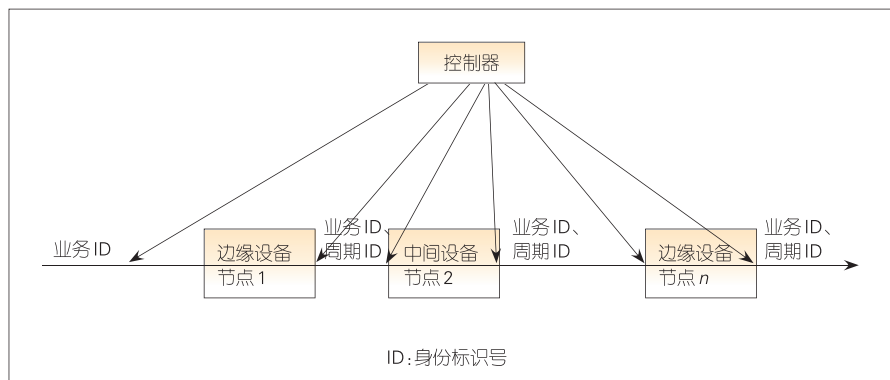 控制器
业务ID
边缘设备
节点1
业务ID、
周期ID
中间设备
节点2
业务ID、
周期ID
边缘设备
节点n
业务ID、
周期ID
ID:身份标识号